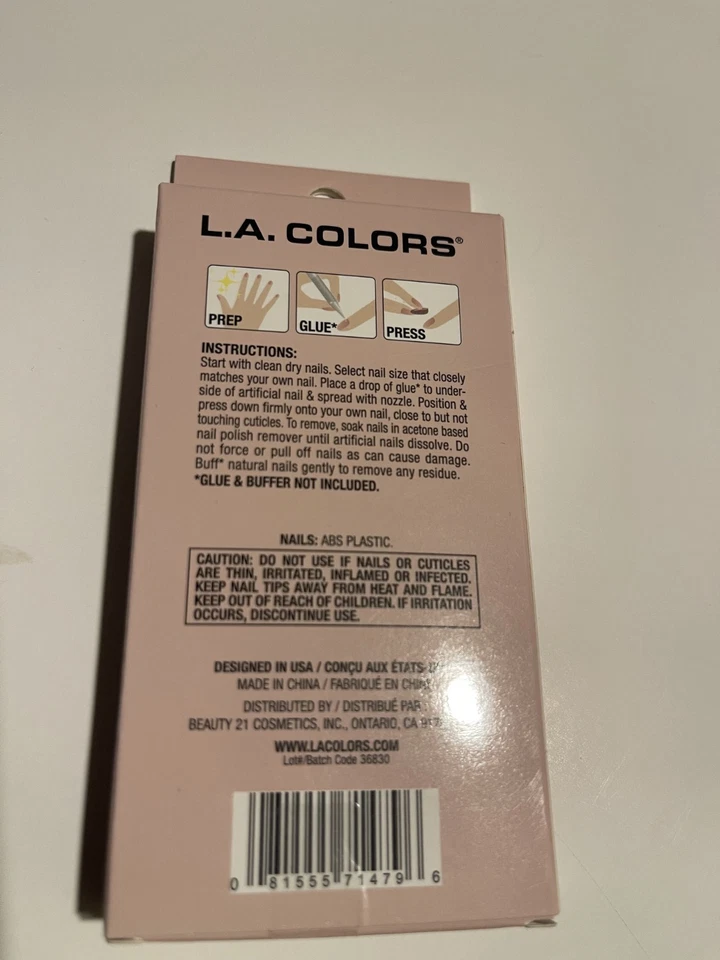 L.A. COLORS®
PREP
GLUE*
PRESS
INSTRUCTIONS:
Start with clean dry nails. Select nail size that closely
matches your own nail. Place a drop of glue* to under-
side of artificial nail & spread with nozzle. Position &
press down firmly onto your own nail, close to but not
touching cuticles. To remove, soak nails in acetone based
nail polish remover until artificial nails dissolve. Do
not force or pull off nails as can cause damage.
Buff* natural nails gently to remove any residue.
*GLUE & BUFFER NOT INCLUDED.
NAILS: ABS PLASTIC.
CAUTION: DO NOT USE IF NAILS OR CUTICLES
ARE THIN, IRRITATED, INFLAMED OR INFECTED.
KEEP NAIL TIPS AWAY FROM HEAT AND FLAME.
KEEP OUT OF REACH OF CHILDREN. IF IRRITATION
OCCURS, DISCONTINUE USE.
DESIGNED IN USA / CONÇU AUX ÉTATS-
MADE IN CHINA / FABRIQUÉ EN
DISTRIBUTED BY / DISTRIBUÉ PAR
BEAUTY 21 COSMETICS, INC., ONTARIO, CA
WWW.LACOLORS.COM
Lot#/Batch Code 36830
0 81555 71479 6